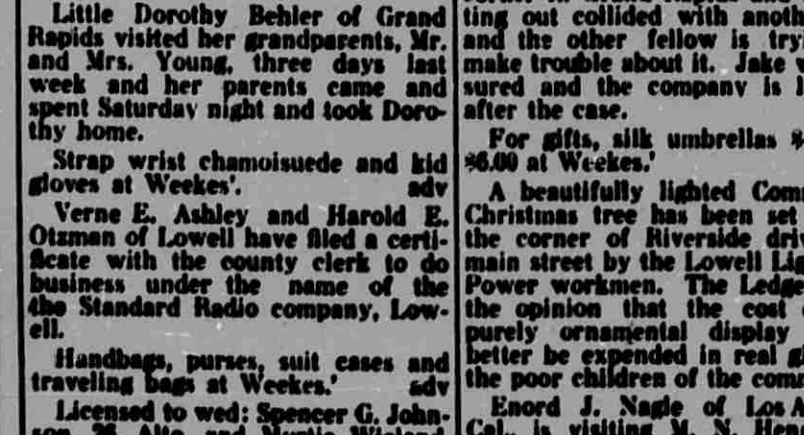 Little Dorothy Behler of Grand
Rapids visited her grandparents, Mr.
and Mrs. Young, three days last
week and her parents came and
spent Saturday night and took Doro-
thy home.
Strap wrist chamoisuede and kid
gloves at Weekes'. adv
Verne E. Ashley and Harold E.
Otzman of Lowell have filed a certi-
ficate with the county clerk to do
business under the name of the
the Standard Radio company, Low-
ell.
Handbags, purses, suit cases and
traveling bags at Weekes.' adv
Licensed to wed: Spencer G. John-
son, 26, Alto and Myrtie Wieland
ting out collided with anoth
and the other fellow is try
make trouble about it. Jake
sured and the company is
after the case.
For gifts, silk umbrellas $
$6.00 at Weekes.'
A beautifully lighted Com
Christmas tree has been set
the corner of Riverside driv
main street by the Lowell Lig
Power workmen. The Ledge
the opinion that the cost
purely ornamental display
better be expended in real
the poor children of the com
Enord J. Nagle of Los A
Cal., is visiting M. N. Hen